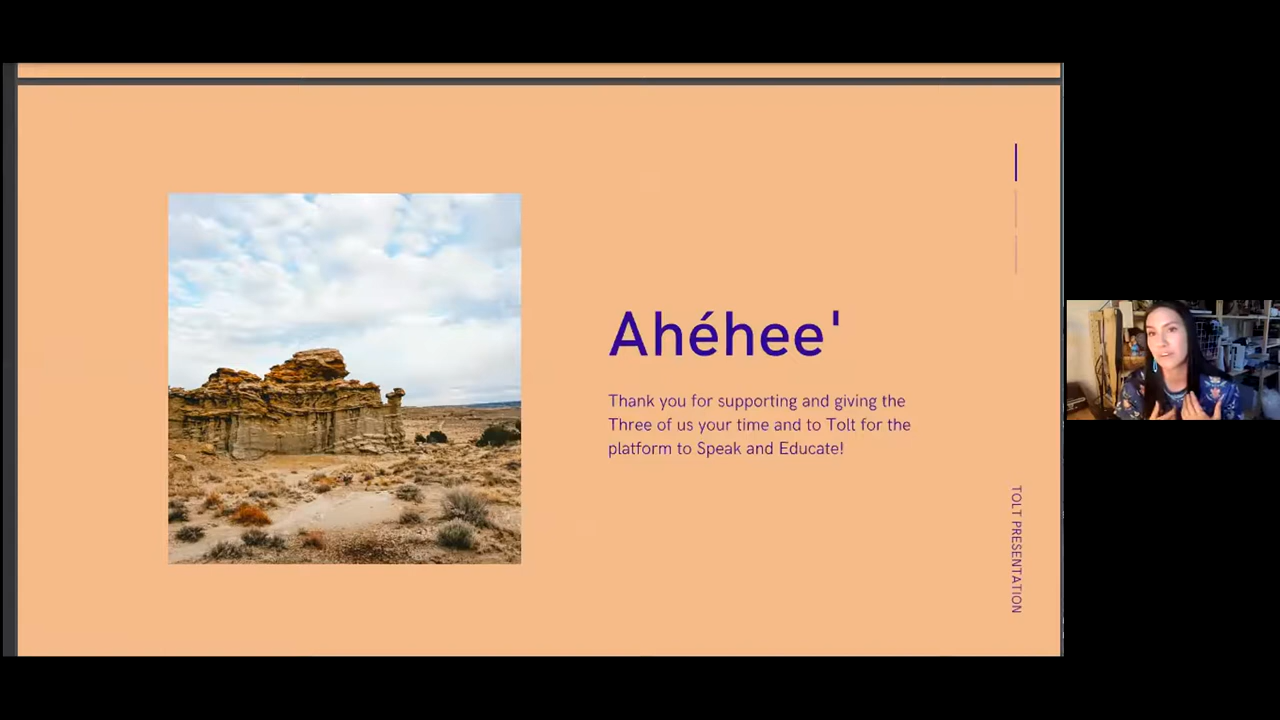 Ahéhee'
Thank you for supporting and giving the
Three of us your time and to Tolt for the
platform to Speak and Educate!
TOLT PRESENTATION